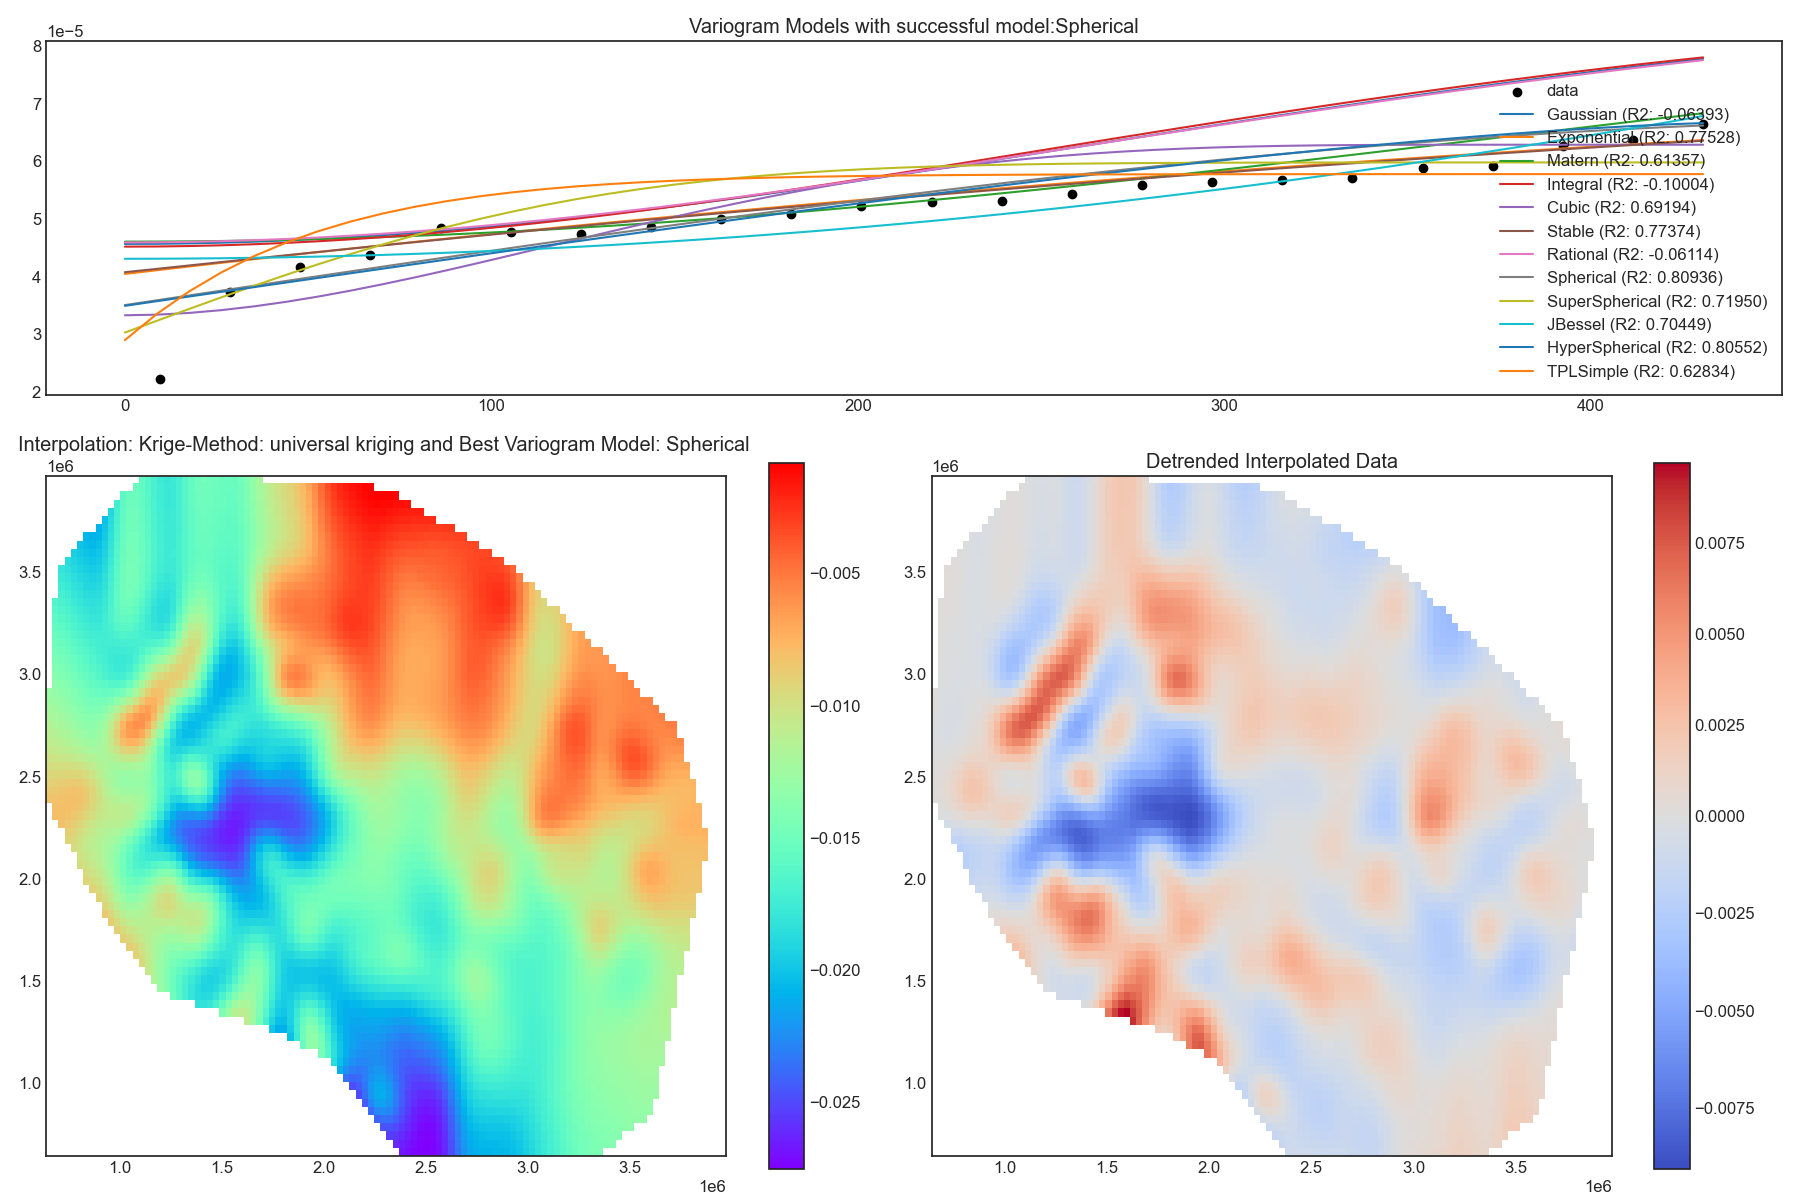 Variogram Models with successful model:Spherical
1e−5
8
7
6
5
4
3
2
0 100 200 300 400
data
Gaussian (R2: -0.06393)
Exponential (R2: 0.77528)
Matern (R2: 0.61357)
Integral (R2: -0.10004)
Cubic (R2: 0.69194)
Stable (R2: 0.77374)
Rational (R2: -0.06114)
Spherical (R2: 0.80936)
SuperSpherical (R2: 0.71950)
JBessel (R2: 0.70449)
HyperSpherical (R2: 0.80552)
TPLSimple (R2: 0.62834)
Interpolation: Krige-Method: universal kriging and Best Variogram Model: Spherical
1e6
3.5
3.0
2.5
2.0
1.5
1.0
1.0 1.5 2.0 2.5 3.0 3.5
1e6
−0.005
−0.010
−0.015
−0.020
−0.025
Detrended Interpolated Data
1e6
3.5
3.0
2.5
2.0
1.5
1.0
1.0 1.5 2.0 2.5 3.0 3.5
1e6
0.0075
0.0050
0.0025
0.0000
−0.0025
−0.0050
−0.0075